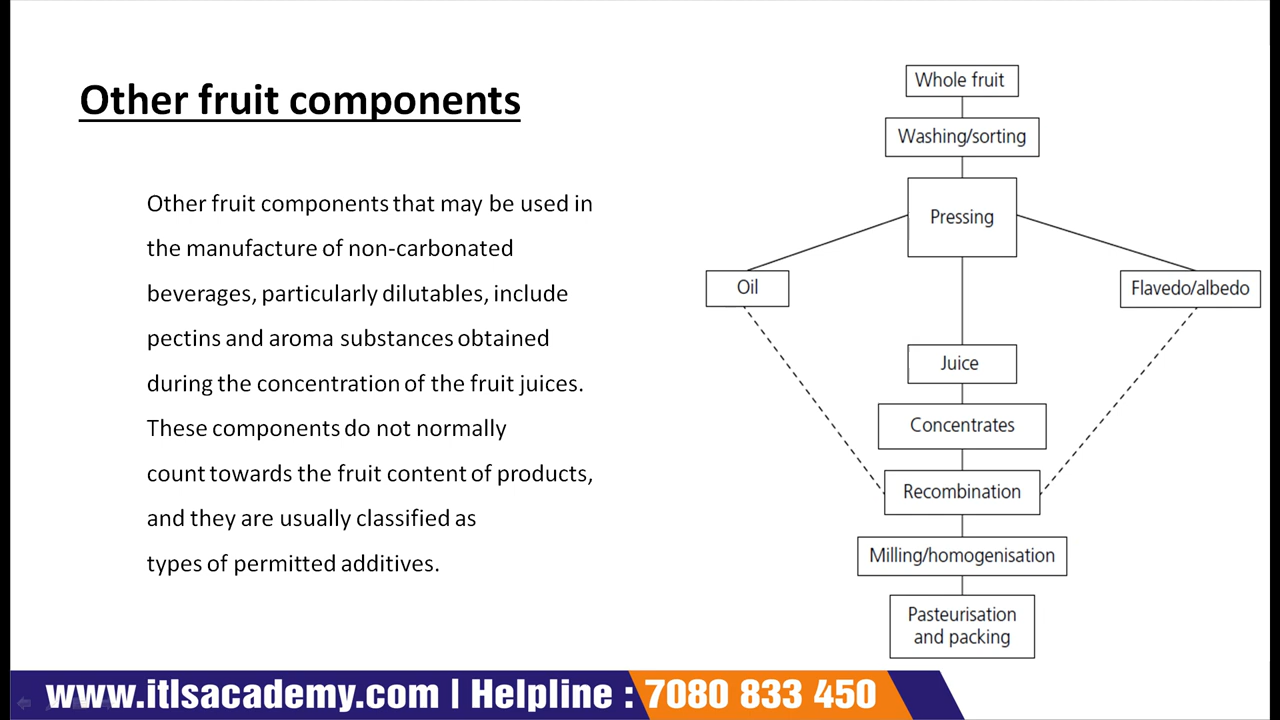 Other fruit components
Other fruit components that may be used in
the manufacture of non-carbonated
beverages, particularly dilutables, include
pectins and aroma substances obtained
during the concentration of the fruit juices.
These components do not normally
count towards the fruit content of products,
and they are usually classified as
types of permitted additives.
Whole fruit
Washing/sorting
Pressing
Oil
Flavedo/albedo
Juice
Concentrates
Recombination
Milling/homogenisation
Pasteurisation
and packing
www.itlsacademy.com | Helpline : 7080 833 450